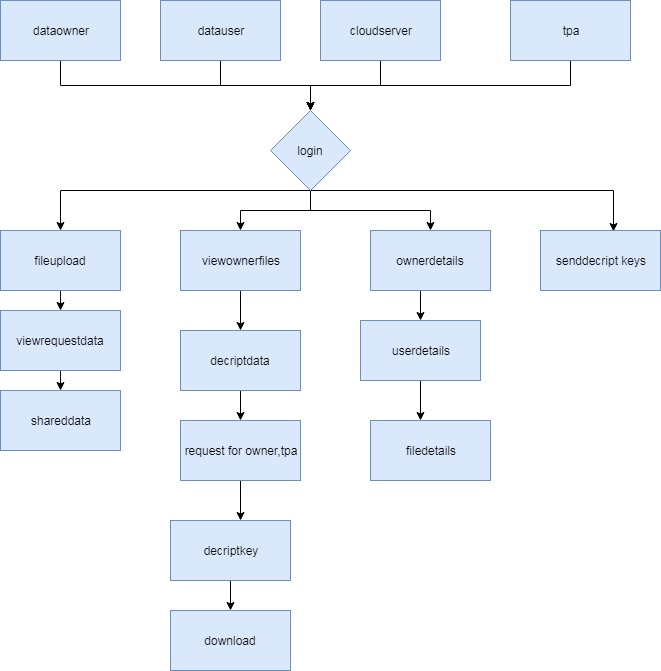 dataowner
datauser
cloudserver
tpa
login
fileupload
viewownerfiles
ownerdetails
senddecript keys
viewrequestdata
decriptdata
userdetails
shareddata
request for owner,tpa
filedetails
decriptkey
download